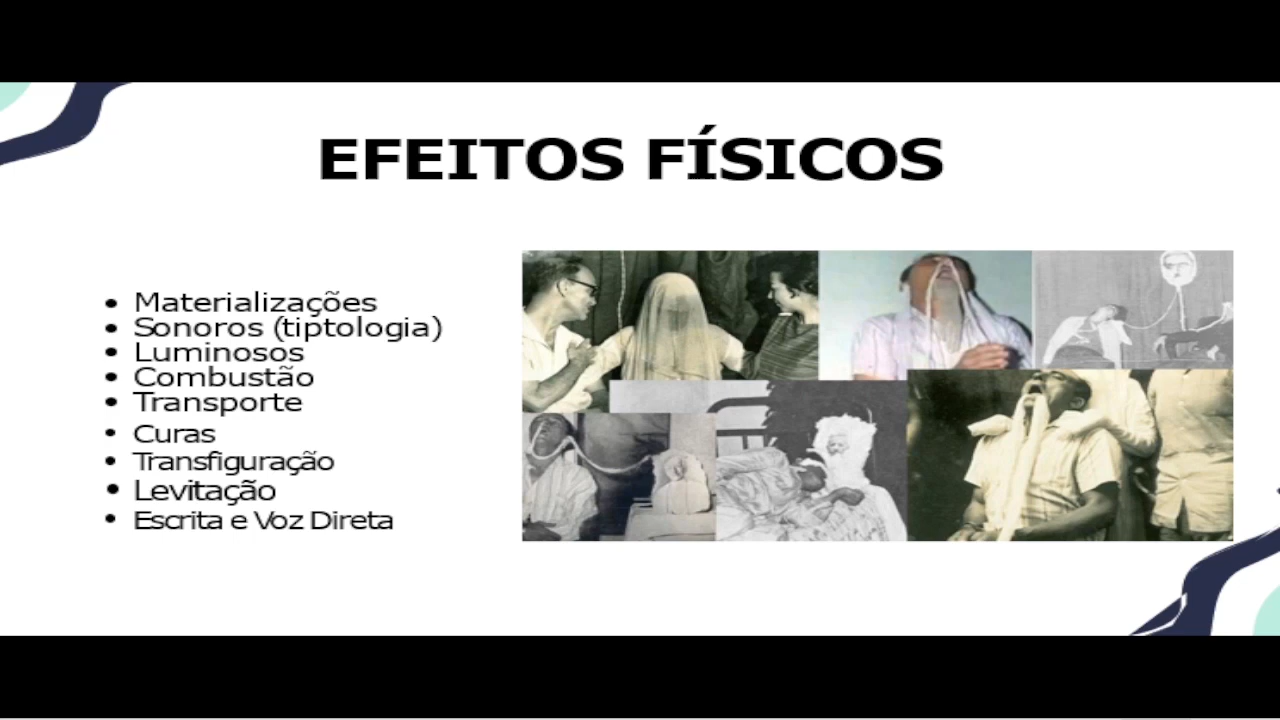 EFEITOS FÍSICOS
• Materializações
• Sonoros (tiptologia)
• Luminosos
• Combustão
• Transporte
• Curas
• Transfiguração
• Levitação
• Escrita e Voz Direta